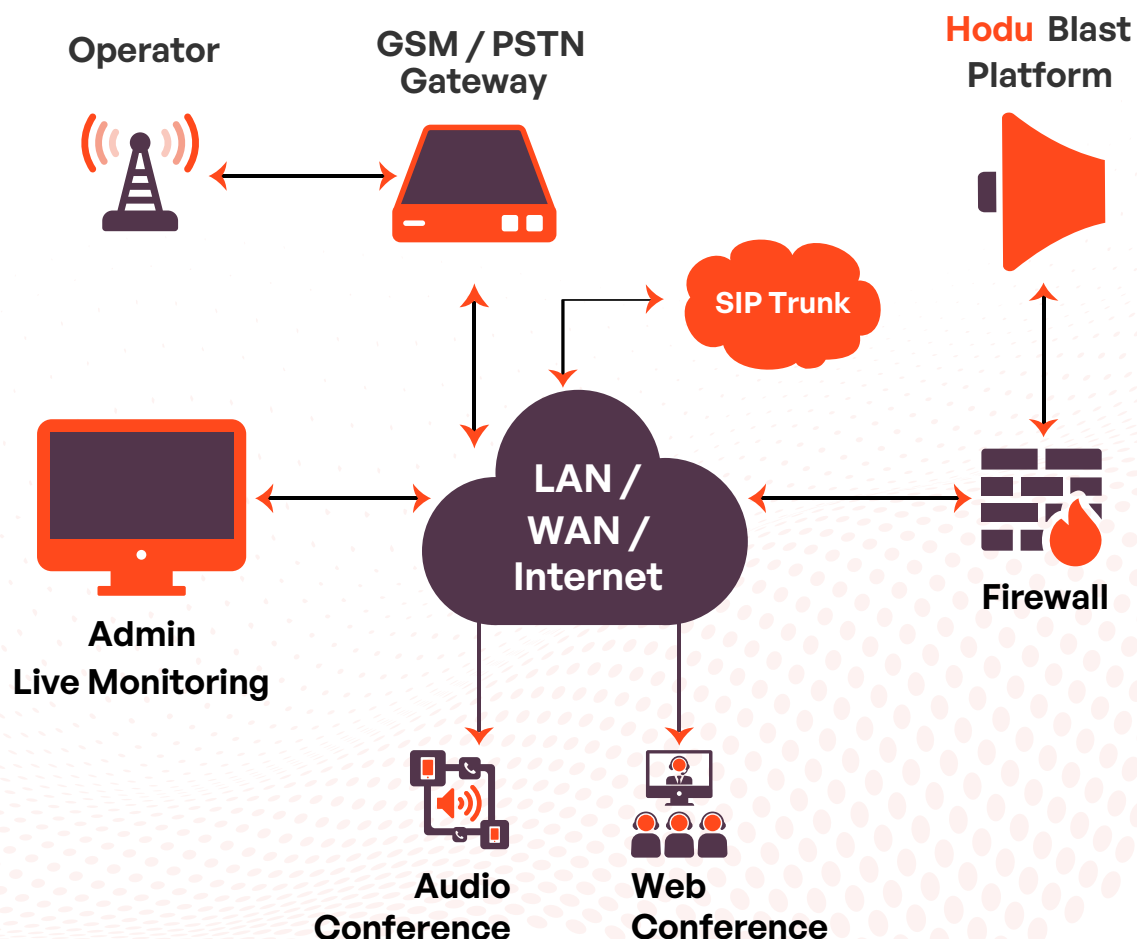 Operator
GSM / PSTN
Gateway
Hodu Blast
Platform
SIP Trunk
LAN /
WAN /
Internet
Firewall
Admin
Live Monitoring
Audio
Conference
Web
Conference